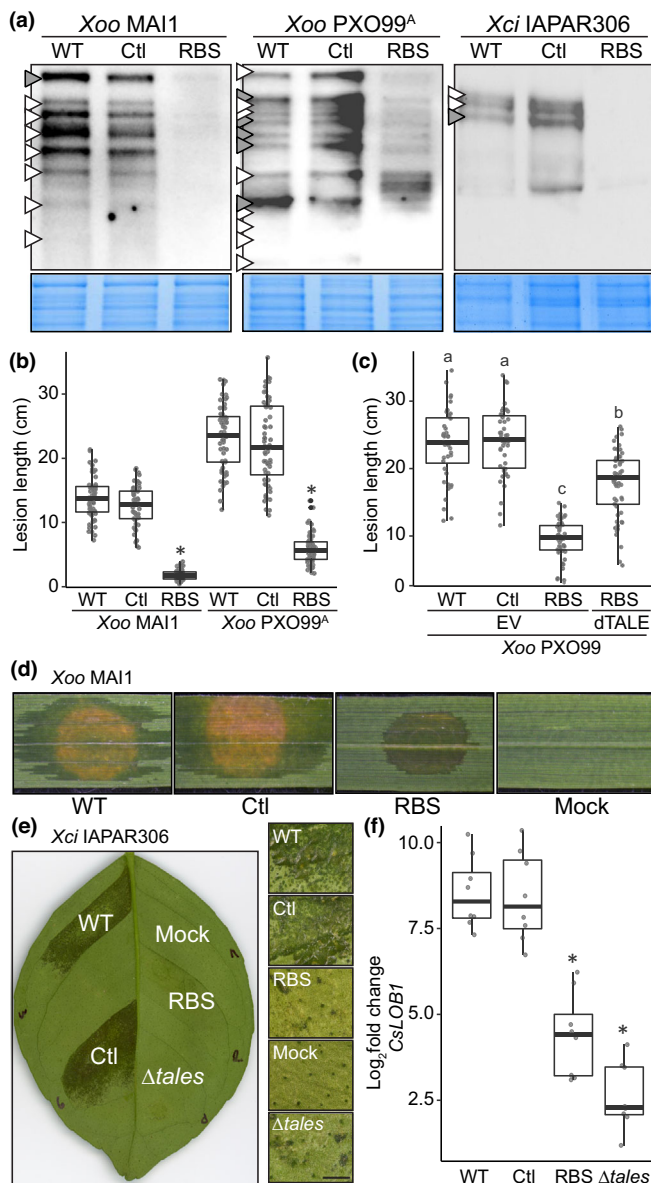 (a) Xoo MAI1 Xoo PXO99A Xci IAPAR306
WT Ctl RBS WT Ctl RBS WT Ctl RBS
(b) (c)
Lesion length (cm)
30
20
10
0
*
*
WT Ctl RBS WT Ctl RBS
Xoo MAI1 Xoo PXO99A
Lesion length (cm)
30
20
10
0
a a b c
WT Ctl RBS RBS
EV dTALE
Xoo PXO99
(d) Xoo MAI1
WT Ctl RBS Mock
(e) Xci IAPAR306
WT Mock
RBS
Ctl Δtales
WT
Ctl
RBS
Mock
Δtales
(f)
Log2 fold change
CsLOB1
10.0
7.5
5.0
2.5
*
*
WT Ctl RBS Δtales